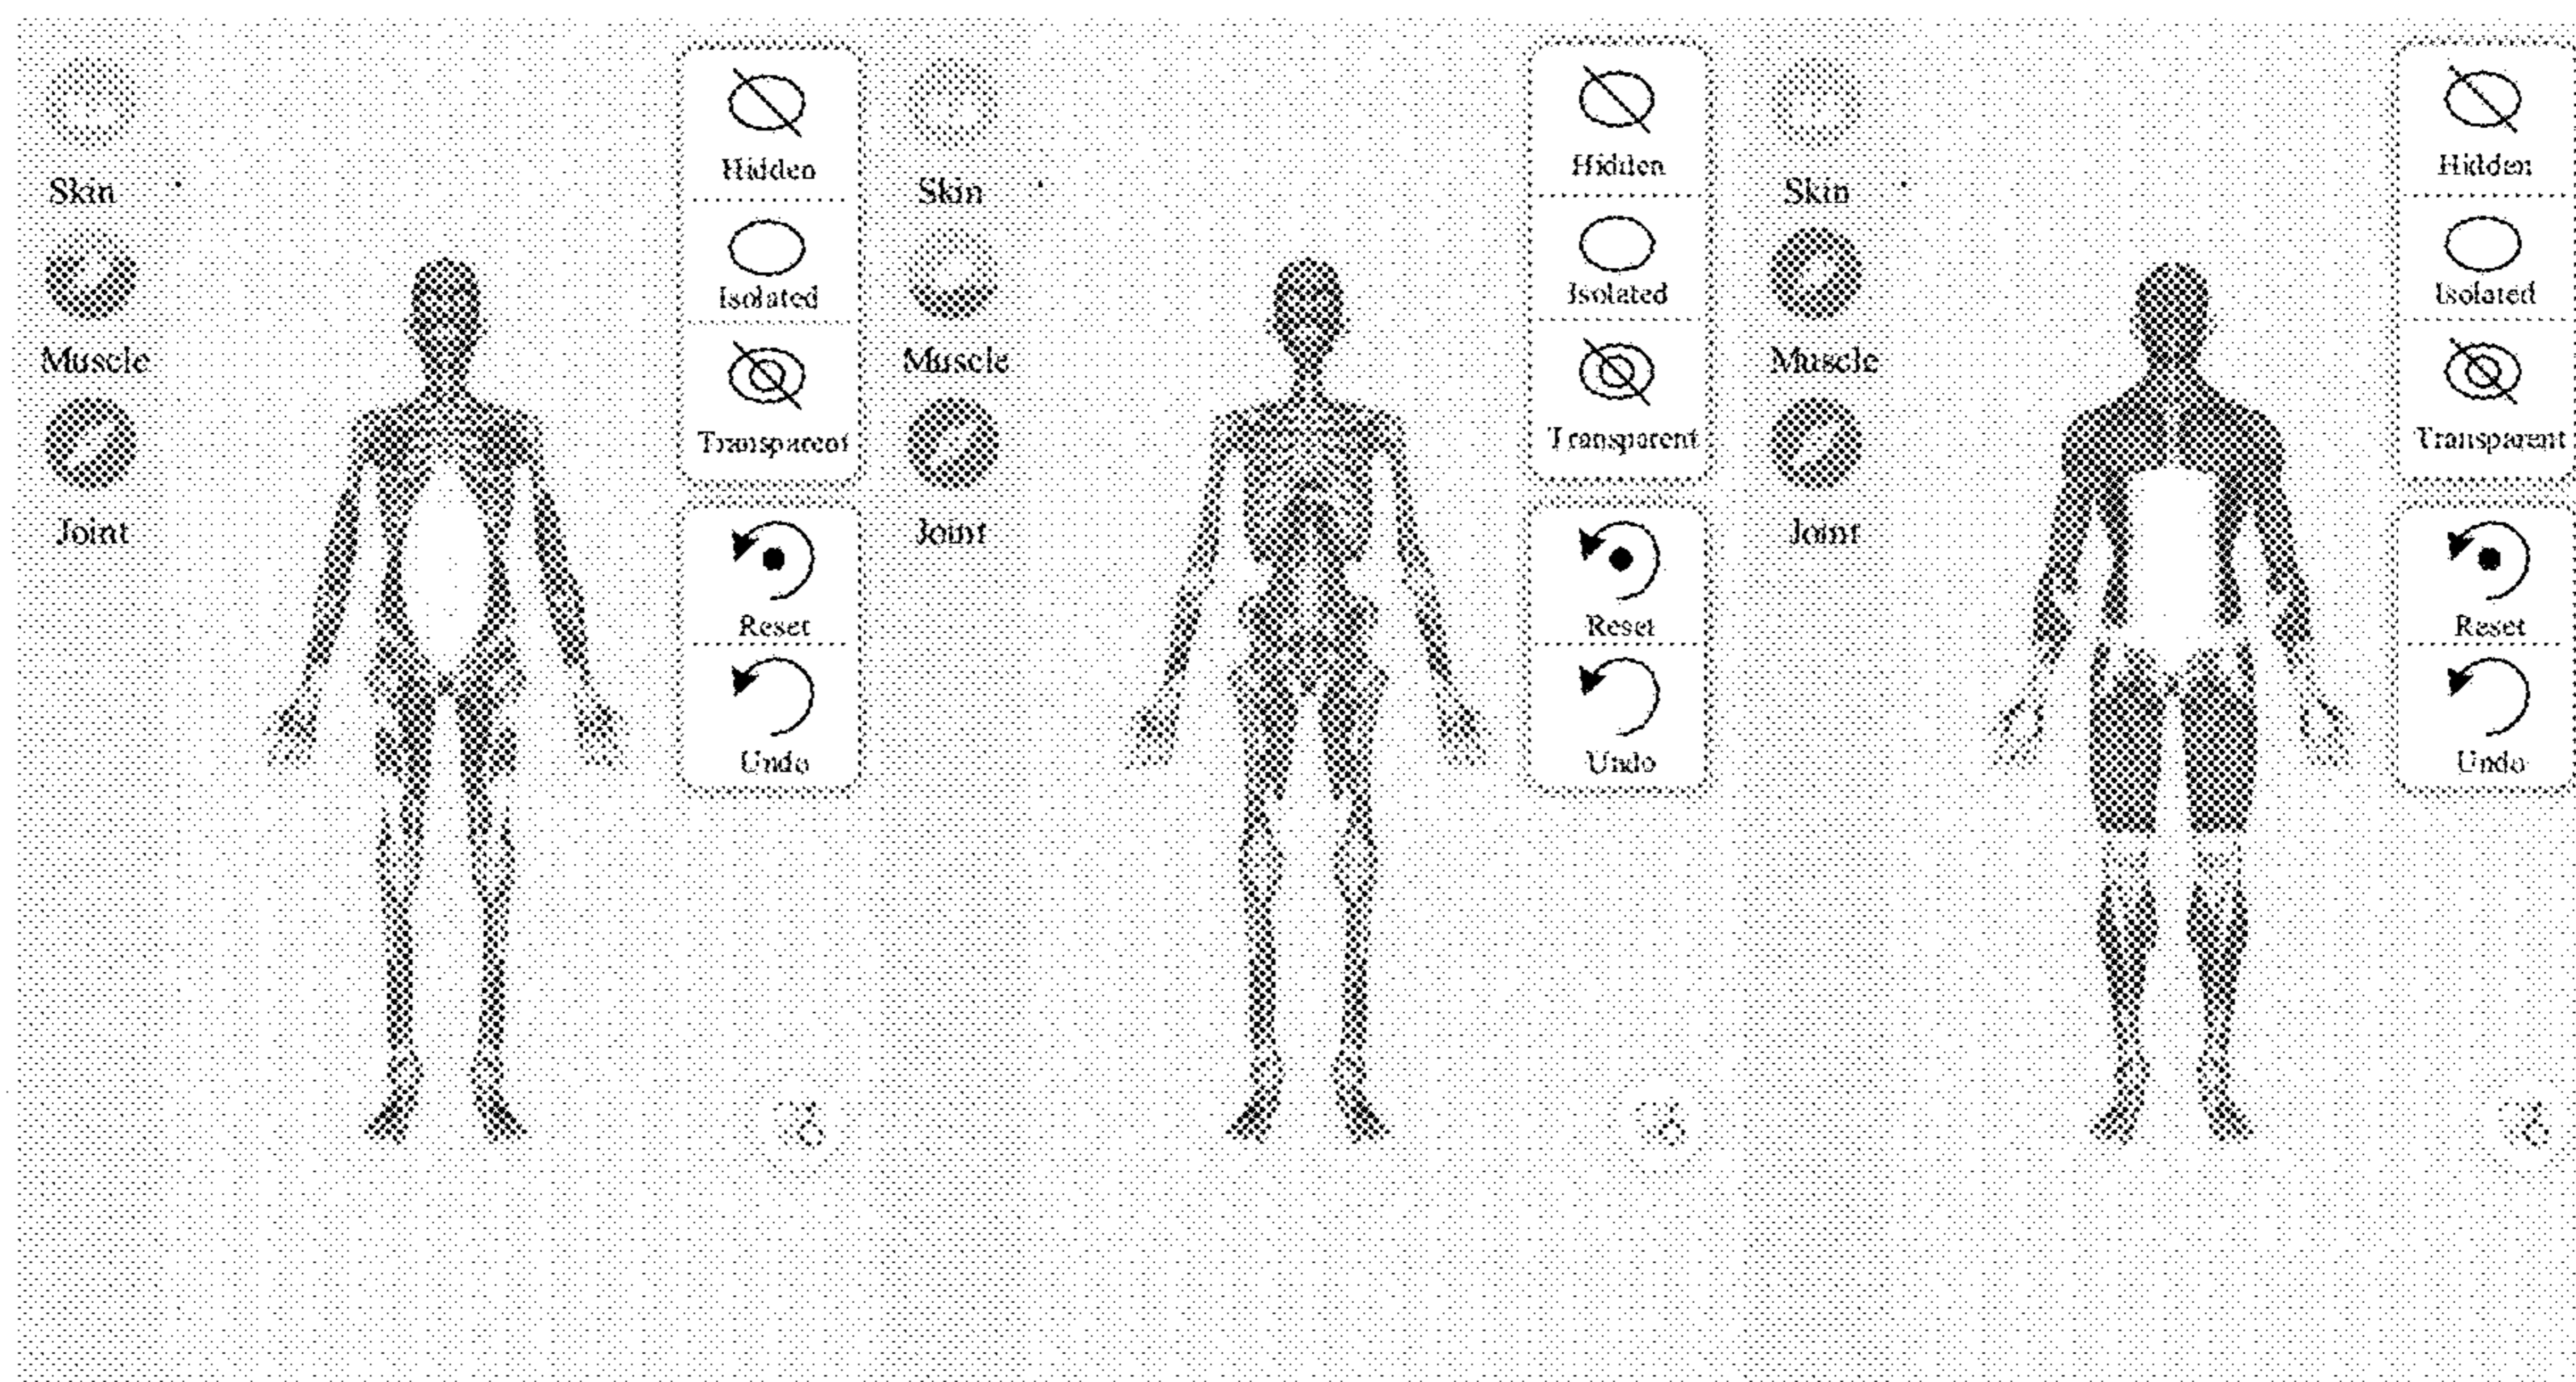 Skin
Muscle
Joint
Hidden
Isolated
Transparent
Reset
Undo
Skin
Muscle
Joint
Hidden
Isolated
Transparent
Reset
Undo
Skin
Muscle
Joint
Hidden
Isolated
Transparent
Reset
Undo